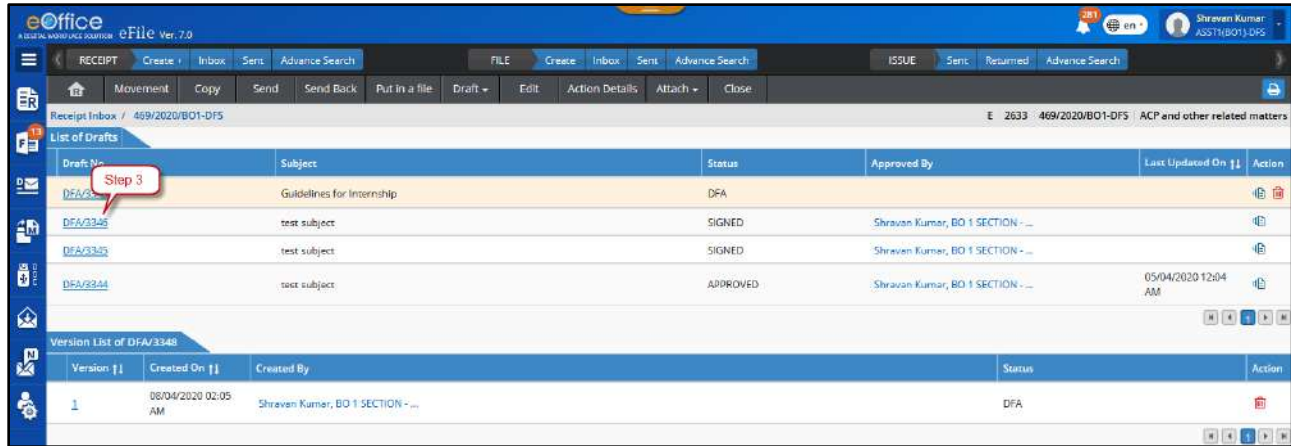 eOffice
A DIGITAL WORKPLACE SOLUTION eFile Ver. 7.0
281
en
Shravan Kumar
ASST1(BO1)-DFS
RECEIPT Create Inbox Sent Advance Search FILE Create Inbox Sent Advance Search ISSUE Sent Returned Advance Search
Movement Copy Send Send Back Put in a file Draft Edit Action Details Attach Close
Receipt Inbox / 469/2020/BO1-DFS E 2633 469/2020/BO1-DFS ACP and other related matters
13
List of Drafts
Draft No Subject Status Approved By Last Updated On Action
Step 3
Guidelines for Internship DFA
DFA/3346 test subject SIGNED Shravan Kumar, BO 1 SECTION - ...
DFA/3345 test subject SIGNED Shravan Kumar, BO 1 SECTION - ...
DFA/3344 test subject APPROVED Shravan Kumar, BO 1 SECTION - ... 05/04/2020 12:04 AM
1
Version List of DFA/3348
Version Created On Created By Status Action
1 08/04/2020 02:05 AM Shravan Kumar, BO 1 SECTION - ... DFA
1